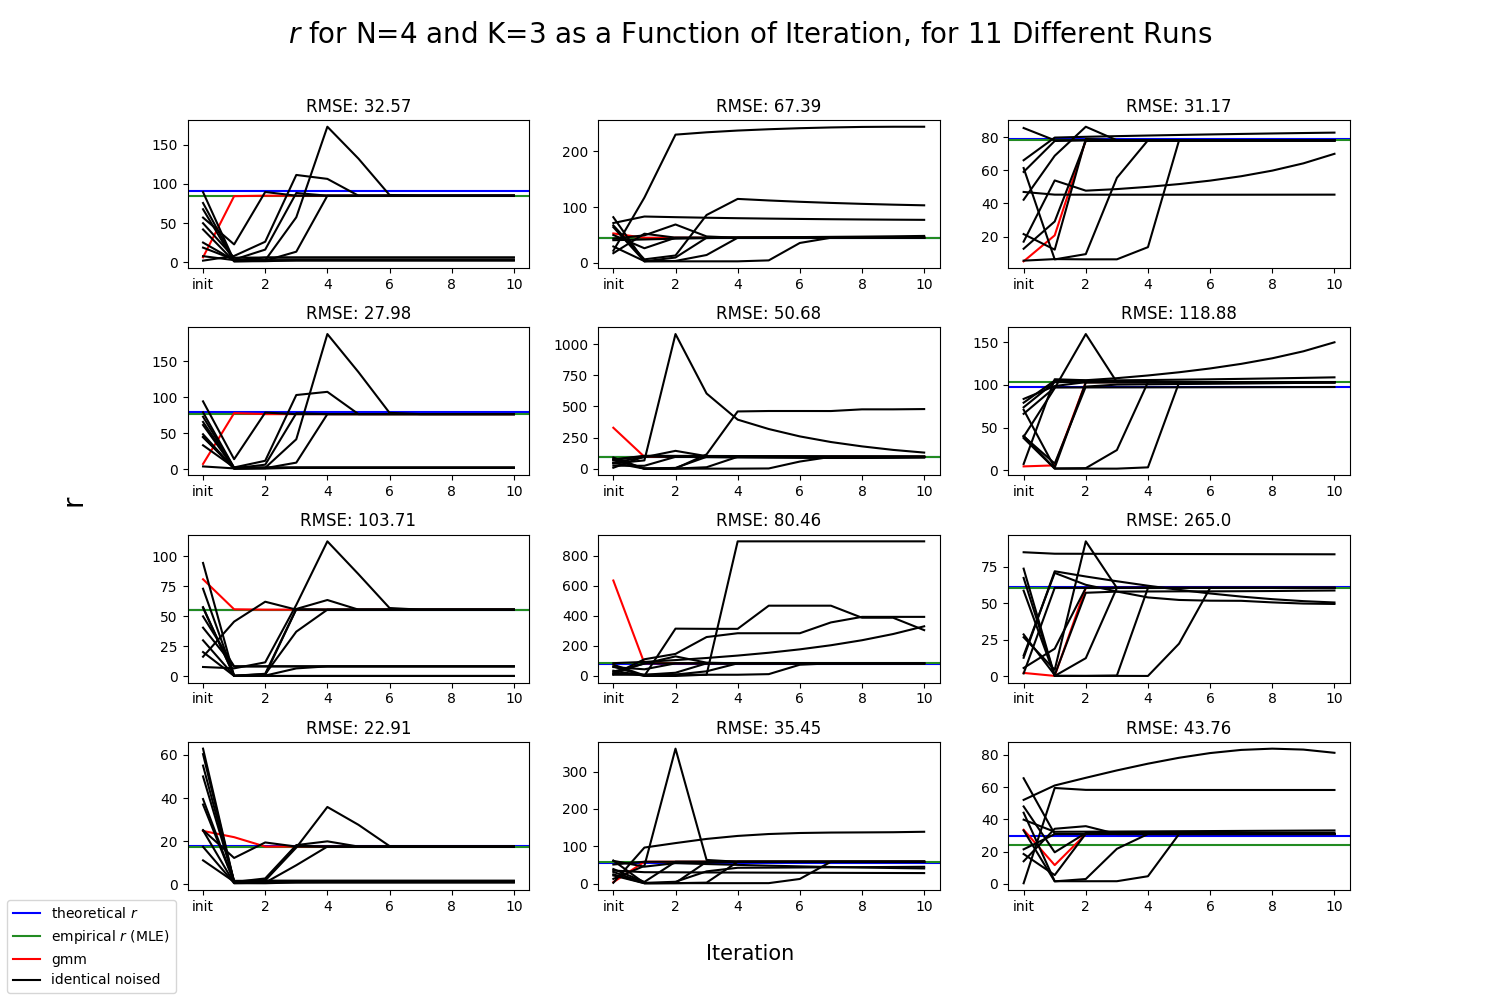 r for N=4 and K=3 as a Function of Iteration, for 11 Different Runs
RMSE: 32.57
150
100
50
0
init 2 4 6 8 10
RMSE: 67.39
200
100
0
init 2 4 6 8 10
RMSE: 31.17
80
60
40
20
init 2 4 6 8 10
RMSE: 27.98
150
100
50
0
init 2 4 6 8 10
RMSE: 50.68
1000
750
500
250
0
init 2 4 6 8 10
RMSE: 118.88
150
100
50
0
init 2 4 6 8 10
r
RMSE: 103.71
100
75
50
25
0
init 2 4 6 8 10
RMSE: 80.46
800
600
400
200
0
init 2 4 6 8 10
RMSE: 265.0
75
50
25
0
init 2 4 6 8 10
RMSE: 22.91
60
40
20
0
init 2 4 6 8 10
RMSE: 35.45
300
200
100
0
init 2 4 6 8 10
RMSE: 43.76
80
60
40
20
0
init 2 4 6 8 10
Iteration
theoretical r
empirical r (MLE)
gmm
identical noised